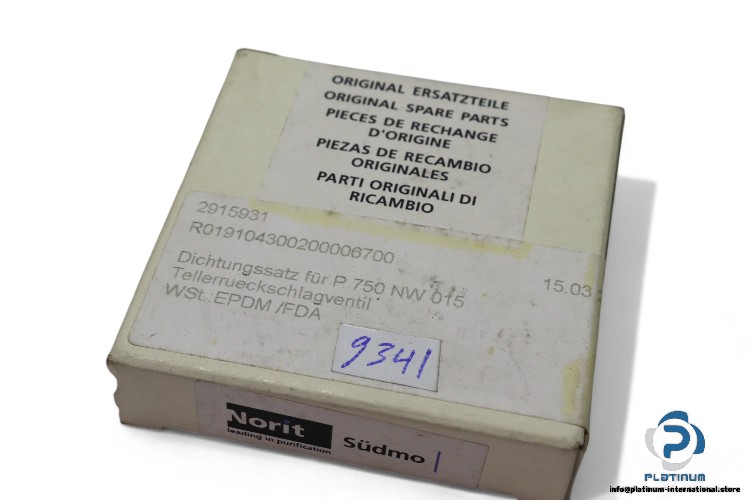 ORIGINAL ERSATZTEILE
ORIGINAL SPARE PARTS
PIECES DE RECHANGE
D'ORIGINE
PIEZAS DE RECAMBIO
ORIGINALES
PARTI ORIGINALI DI
RICAMBIO
2915931
R019104300200006700
15.03
Dichtungssatz für P 750 NW 015
Tellerrueckschlagventil
WSt.:EPDM /FDA
9341
Norit
leading in purification
Südmo
PLATINUM
info@platinum-international.store